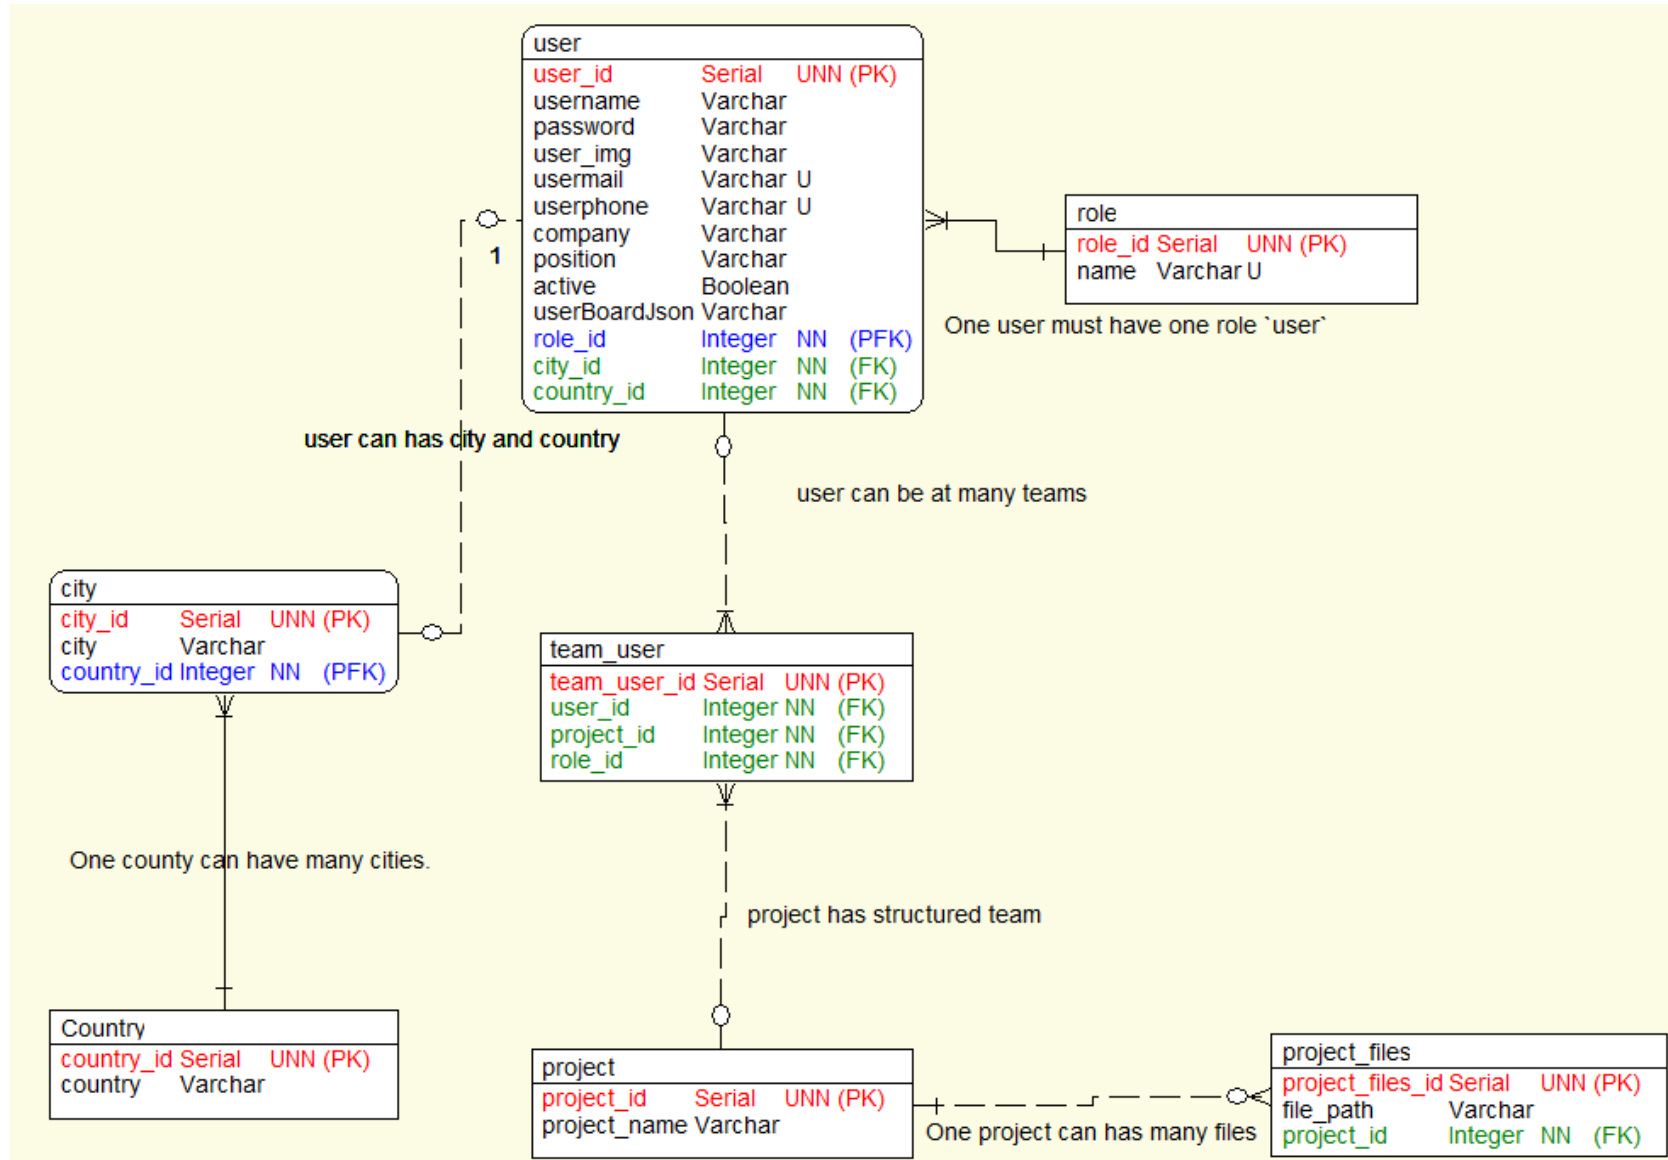 user
user_id Serial UNN (PK)
username Varchar
password Varchar
user_img Varchar
usermail Varchar U
userphone Varchar U
company Varchar
position Varchar
active Boolean
userBoardJson Varchar
role_id Integer NN (PFK)
city_id Integer NN (FK)
country_id Integer NN (FK)
1
role
role_id Serial UNN (PK)
name Varchar U
One user must have one role `user`
user can has city and country
user can be at many teams
city
city_id Serial UNN (PK)
city Varchar
country_id Integer NN (PFK)
team_user
team_user_id Serial UNN (PK)
user_id Integer NN (FK)
project_id Integer NN (FK)
role_id Integer NN (FK)
One county can have many cities.
project has structured team
Country
country_id Serial UNN (PK)
country Varchar
project
project_id Serial UNN (PK)
project_name Varchar
One project can has many files
project_files
project_files_id Serial UNN (PK)
file_path Varchar
project_id Integer NN (FK)